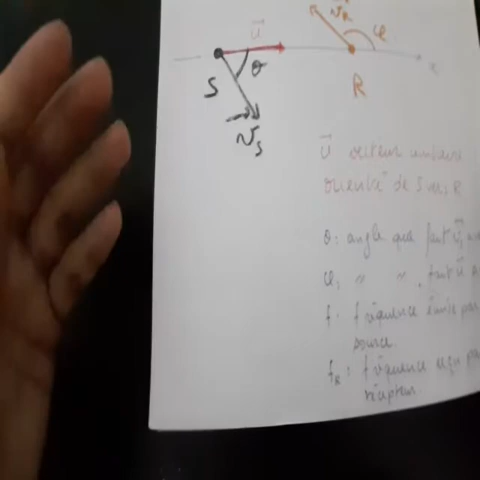 u
v_R
φ
θ
x
S
R
v_S
u vecteur unitaire
orienté de S vers R
θ: angle que fait u
φ, " " , fait u
f: fréquence émise par
source.
f_R: fréquence reçu par
récepteur.